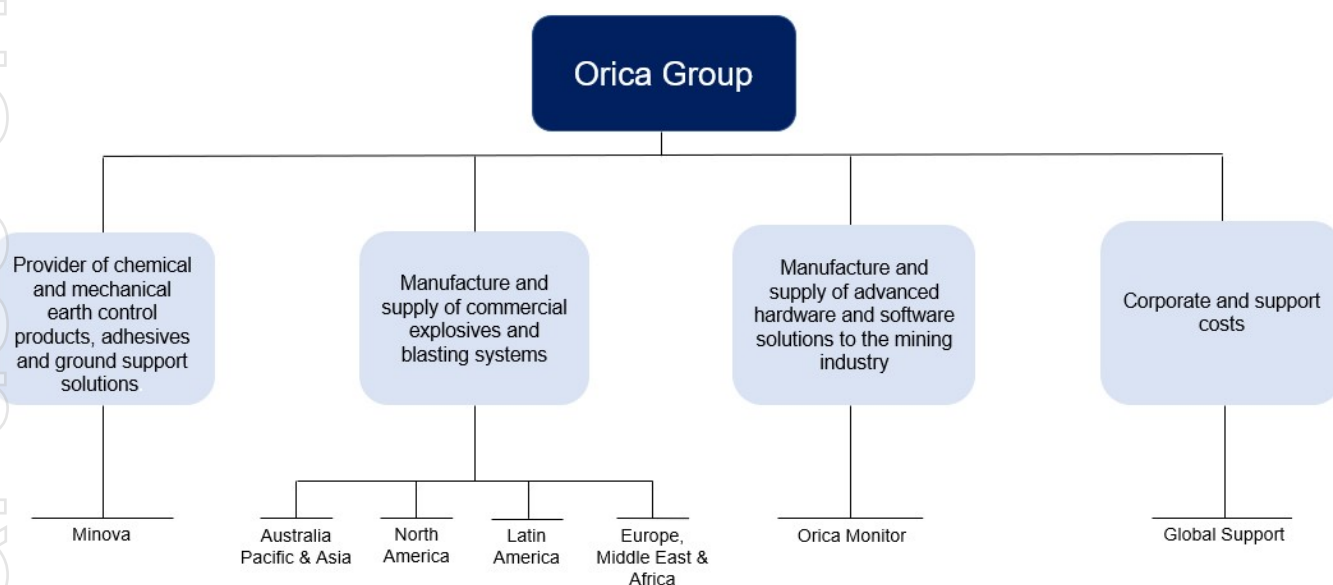 Orica Group
Provider of chemical
and mechanical
earth control
products, adhesives
and ground support
solutions
Manufacture and
supply of commercial
explosives and
blasting systems
Manufacture and
supply of advanced
hardware and software
solutions to the mining
industry
Corporate and support
costs
Minova
Australia
Pacific & Asia
North
America
Latin
America
Europe,
Middle East &
Africa
Orica Monitor
Global Support